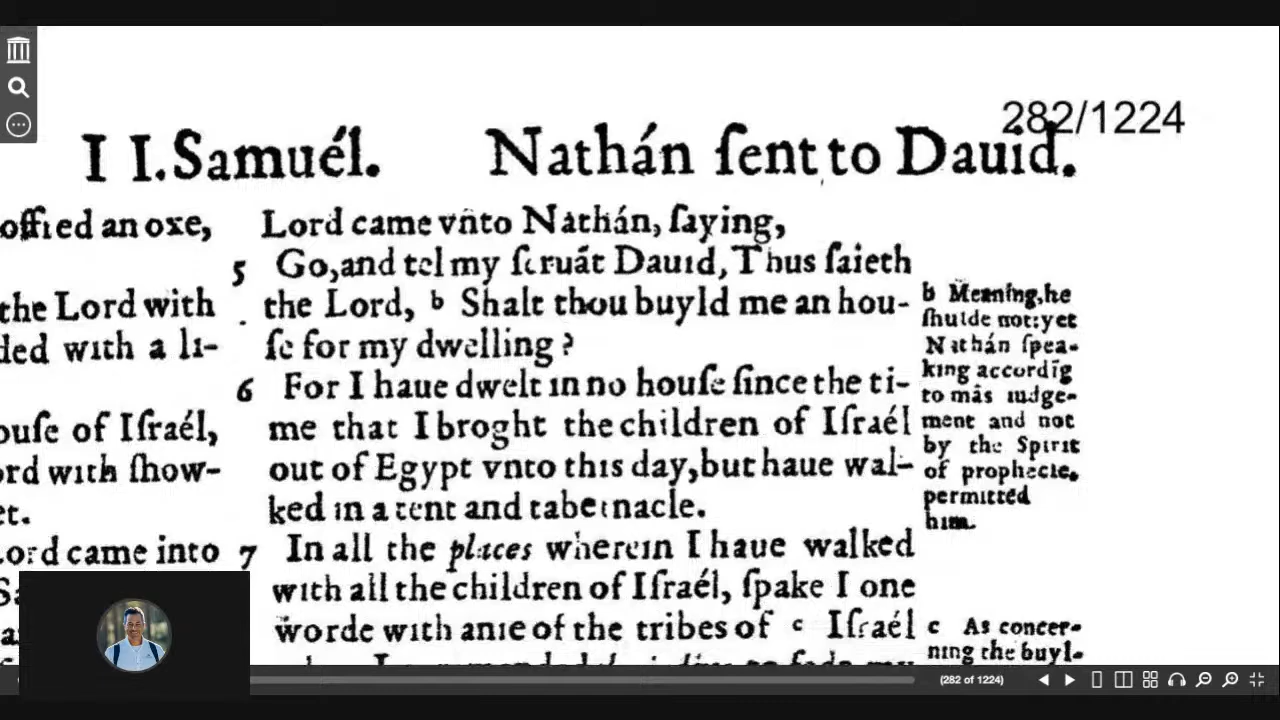 282/1224
I I. Samuél. Nathán ſent to Dauid.
offred an oxe,
the Lord with
ded with a li-
ouſe of Iſraél,
ord with ſhow-
et.
Lord came into
Lord came vnto Nathán, ſaying,
5 Go, and tel my ſeruãt Dauid, Thus ſaieth
the Lord, b Shalt thou buyld me an hou-
ſe for my dwelling?
6 For I haue dwelt in no houſe ſince the ti-
me that I broght the children of Iſraél
out of Egypt vnto this day, but haue wal-
ked in a tent and tabernacle.
7 In all the places wherein I haue walked
with all the children of Iſraél, ſpake I one
worde with anie of the tribes of c Iſraél
b Meaning, he
ſhulde not: yet
Nathán ſpea-
king accordĩg
to mãs iudge-
ment and not
by the Spirit
of prophecie,
permitted
him.
c As concer-
ning the buyl-
(282 of 1224)